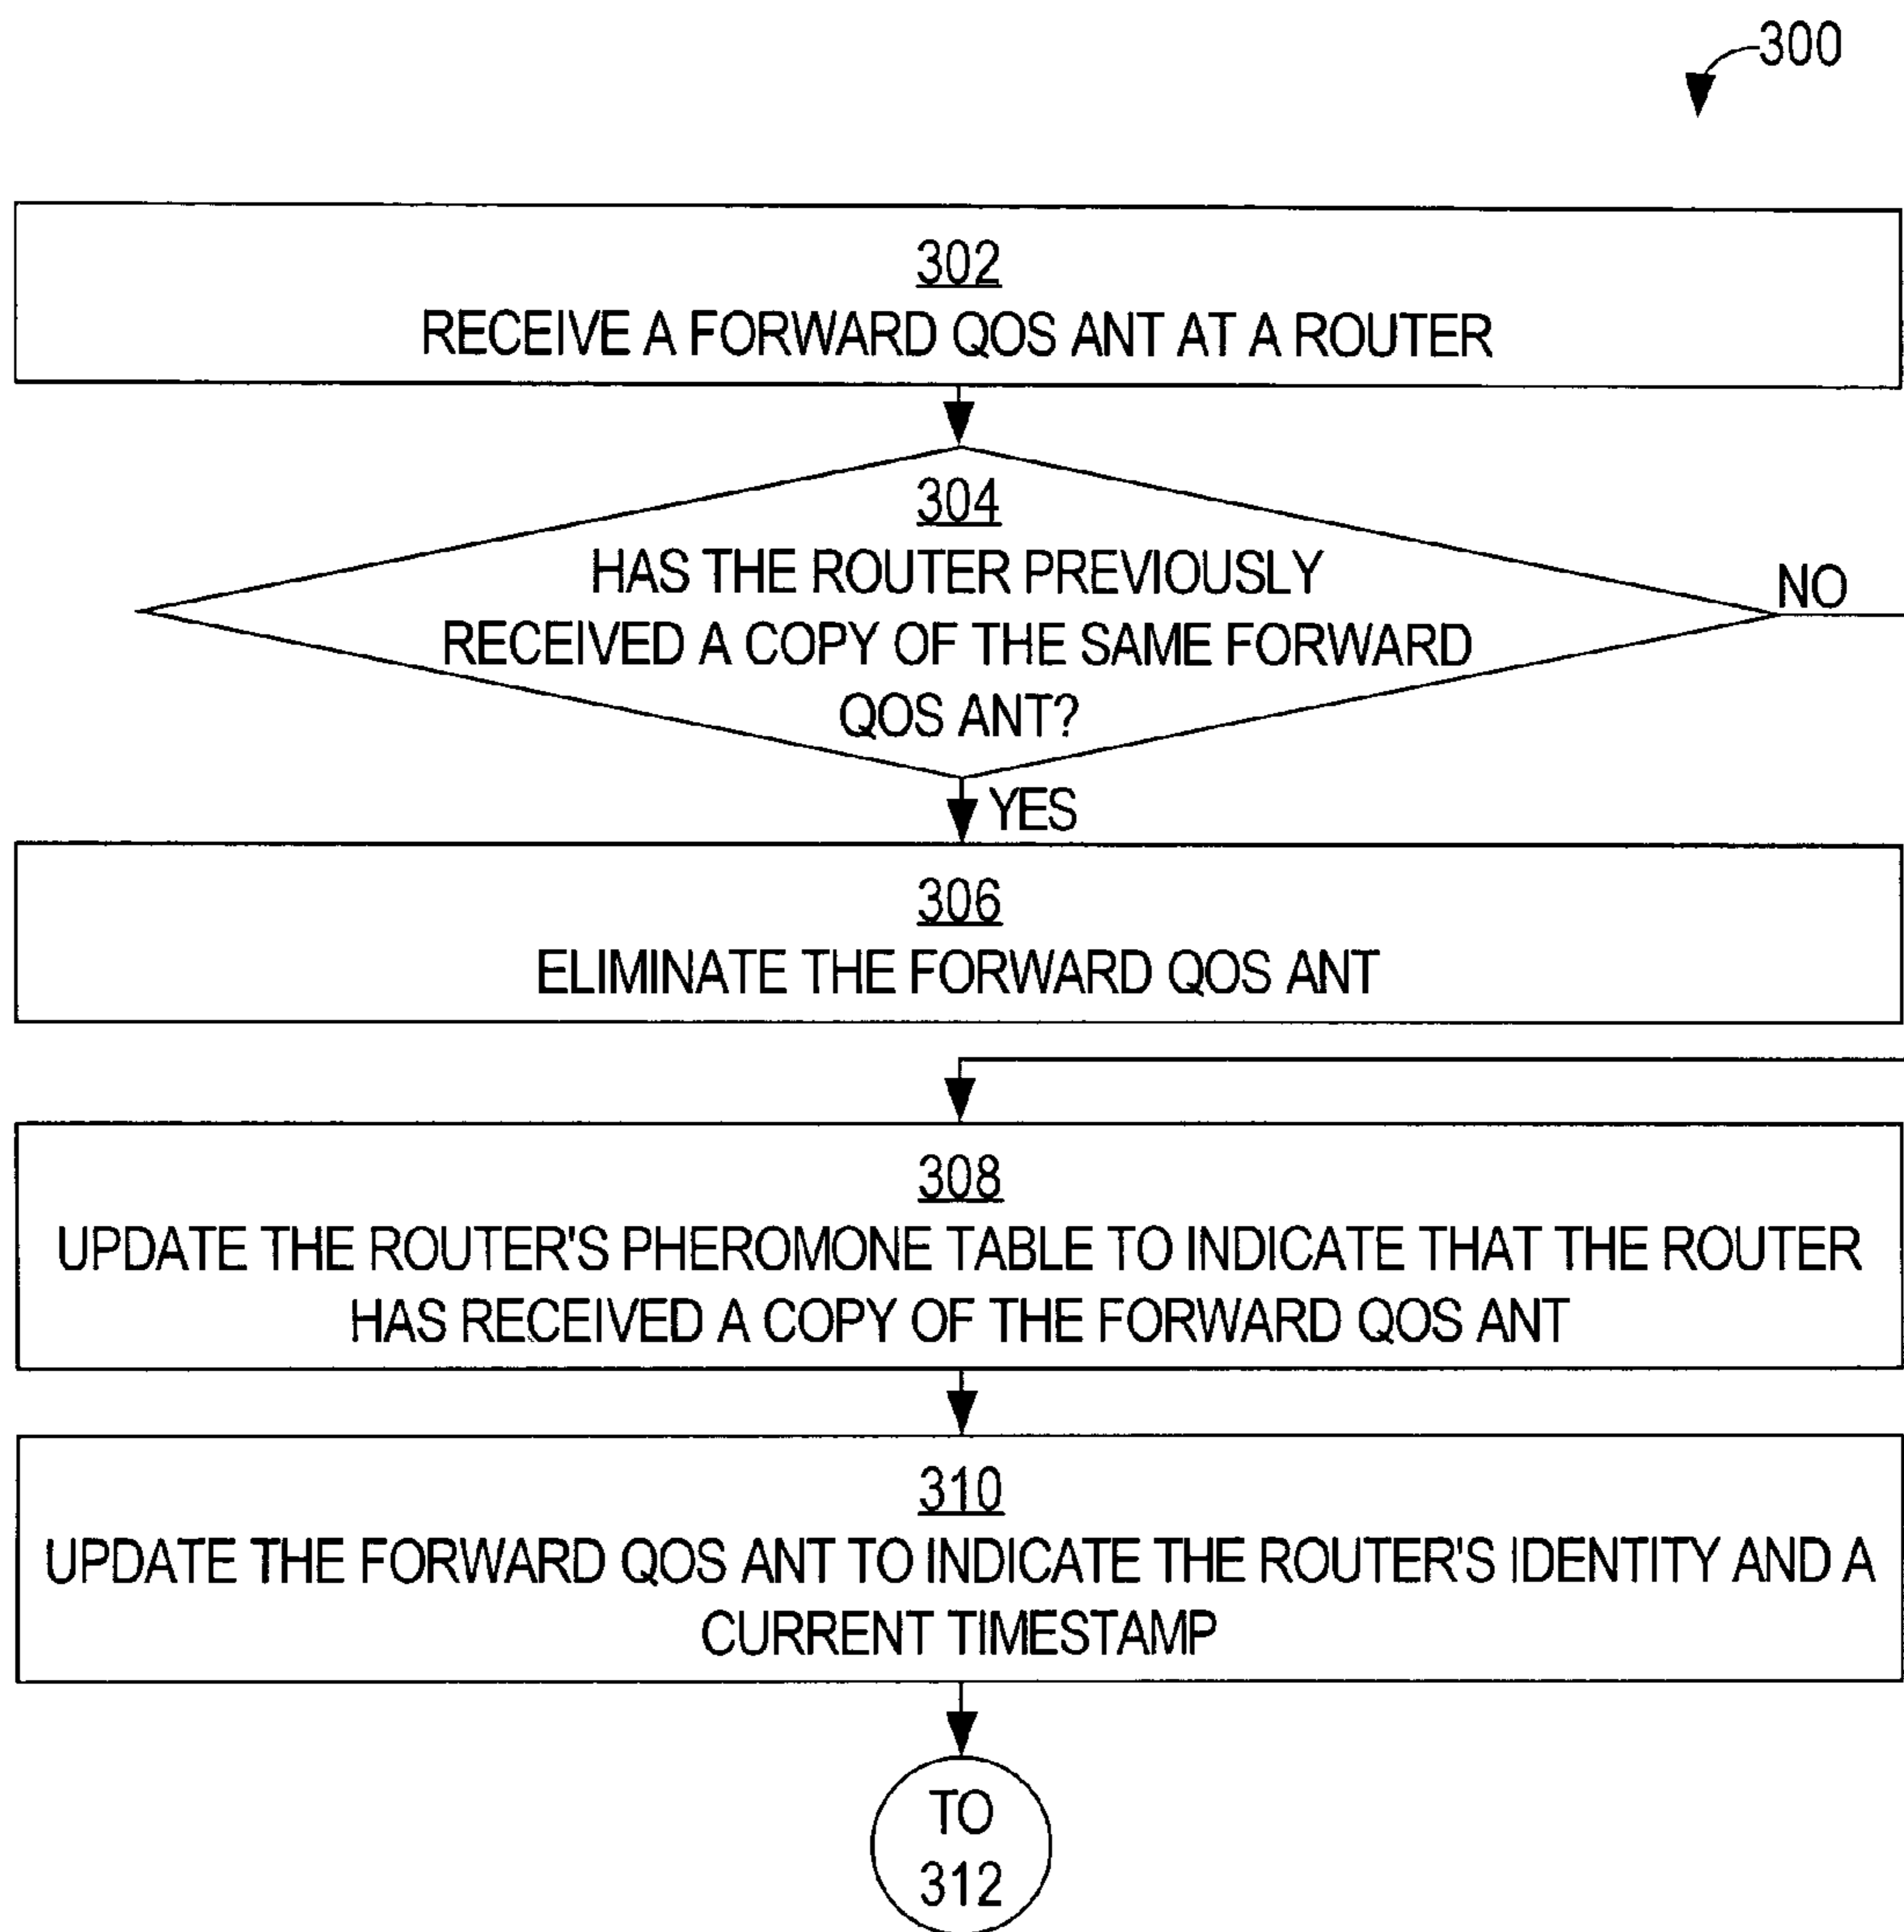 300
302
RECEIVE A FORWARD QOS ANT AT A ROUTER
304
HAS THE ROUTER PREVIOUSLY
RECEIVED A COPY OF THE SAME FORWARD
QOS ANT?
NO
YES
306
ELIMINATE THE FORWARD QOS ANT
308
UPDATE THE ROUTER'S PHEROMONE TABLE TO INDICATE THAT THE ROUTER
HAS RECEIVED A COPY OF THE FORWARD QOS ANT
310
UPDATE THE FORWARD QOS ANT TO INDICATE THE ROUTER'S IDENTITY AND A
CURRENT TIMESTAMP
TO
312